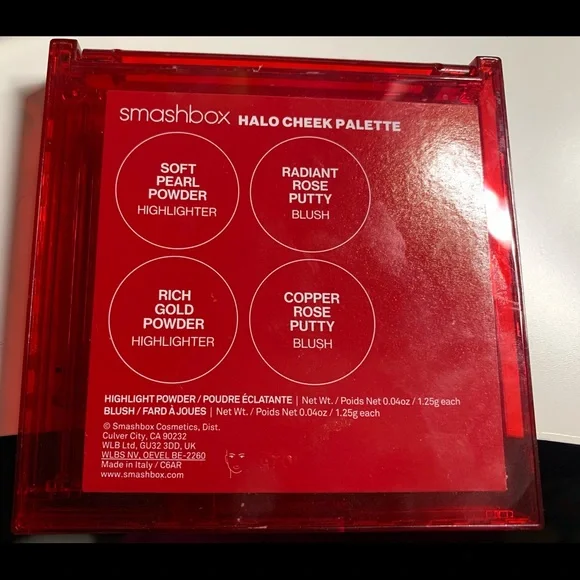 smashbox HALO CHEEK PALETTE
SOFT
PEARL
POWDER
HIGHLIGHTER
RADIANT
ROSE
PUTTY
BLUSH
RICH
GOLD
POWDER
HIGHLIGHTER
COPPER
ROSE
PUTTY
BLUSH
HIGHLIGHT POWDER / POUDRE ÉCLATANTE | Net Wt. / Poids Net 0.04oz / 1.25g each
BLUSH / FARD À JOUES | Net Wt. / Poids Net 0.04oz / 1.25g each
© Smashbox Cosmetics, Dist.
Culver City, CA 90232
WLB Ltd, GU32 3DD, UK
WLBS NV, OEVEL BE-2260
Made in Italy / C6AR
www.smashbox.com